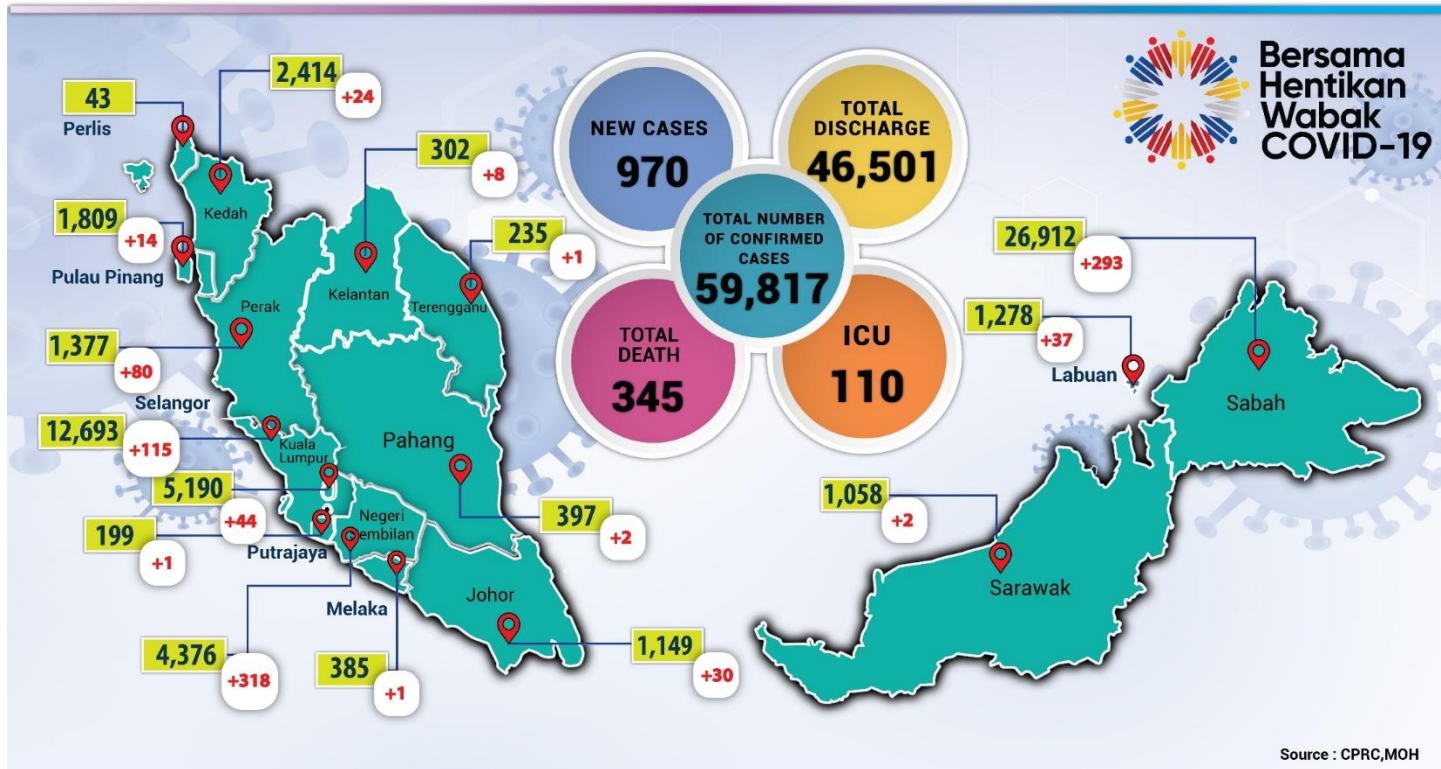 Bersama
Hentikan
Wabak
COVID-19
NEW CASES
970
TOTAL
DISCHARGE
46,501
TOTAL NUMBER
OF CONFIRMED
CASES
59,817
TOTAL
DEATH
345
ICU
110
43
Perlis
2,414
+24
Kedah
302
+8
Kelantan
1,809
+14
Pulau Pinang
235
+1
Terengganu
Perak
1,377
+80
Selangor
12,693
+115
Kuala
Lumpur
Pahang
5,190
+44
397
+2
199
+1
Putrajaya
Negeri
Sembilan
Melaka
Johor
4,376
+318
385
+1
1,149
+30
26,912
+293
1,278
+37
Labuan
Sabah
1,058
+2
Sarawak
Source : CPRC,MOH